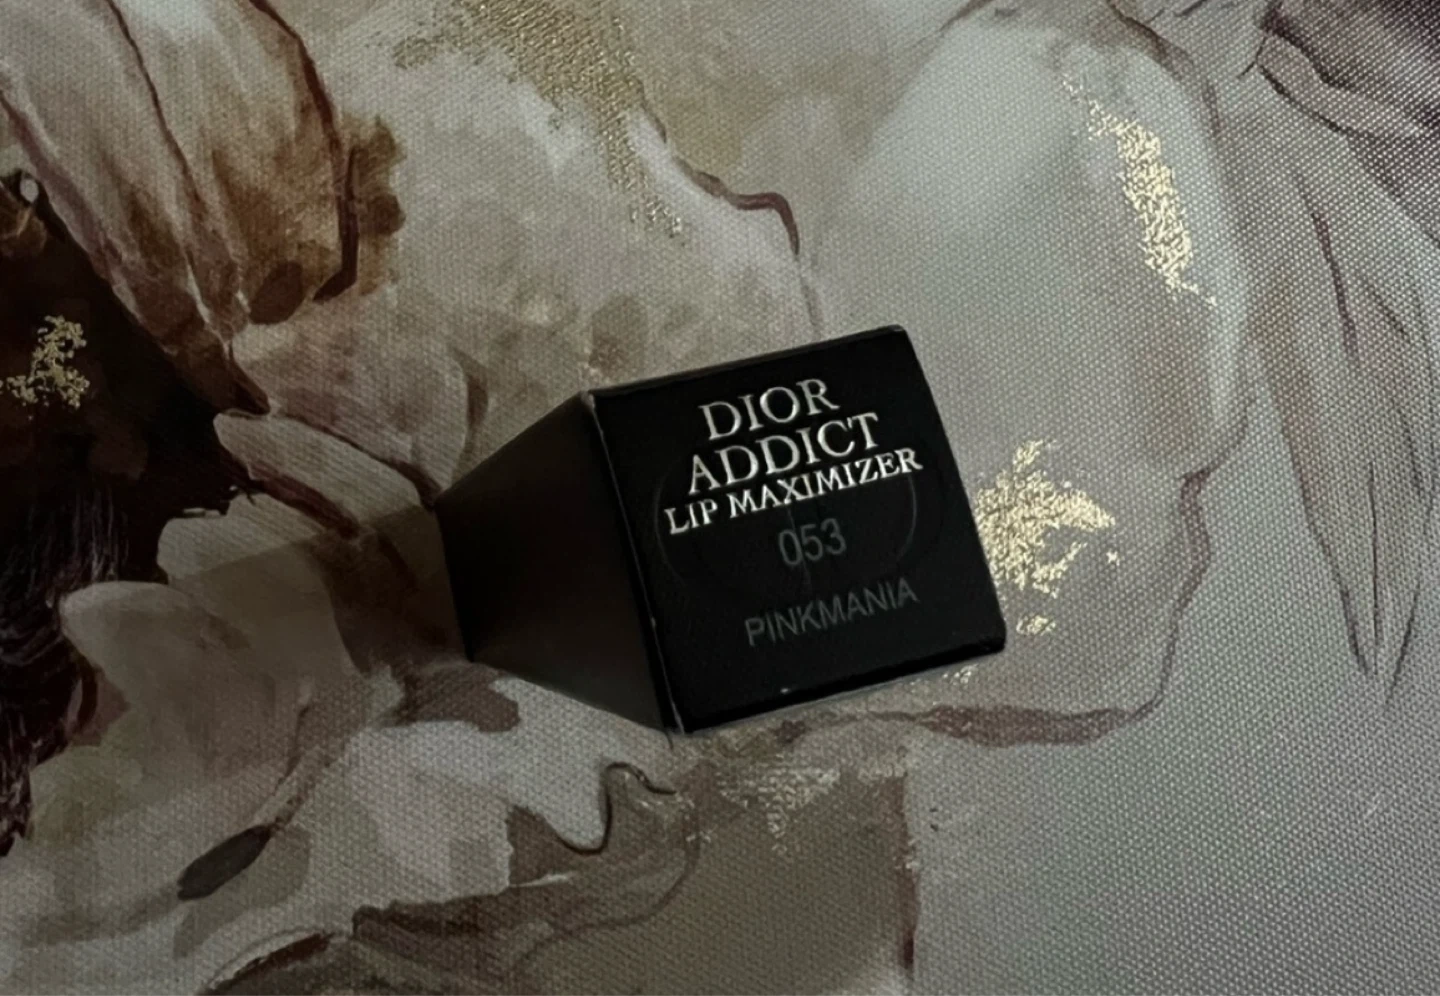 DIOR
ADDICT
LIP MAXIMIZER
053
PINKMANIA